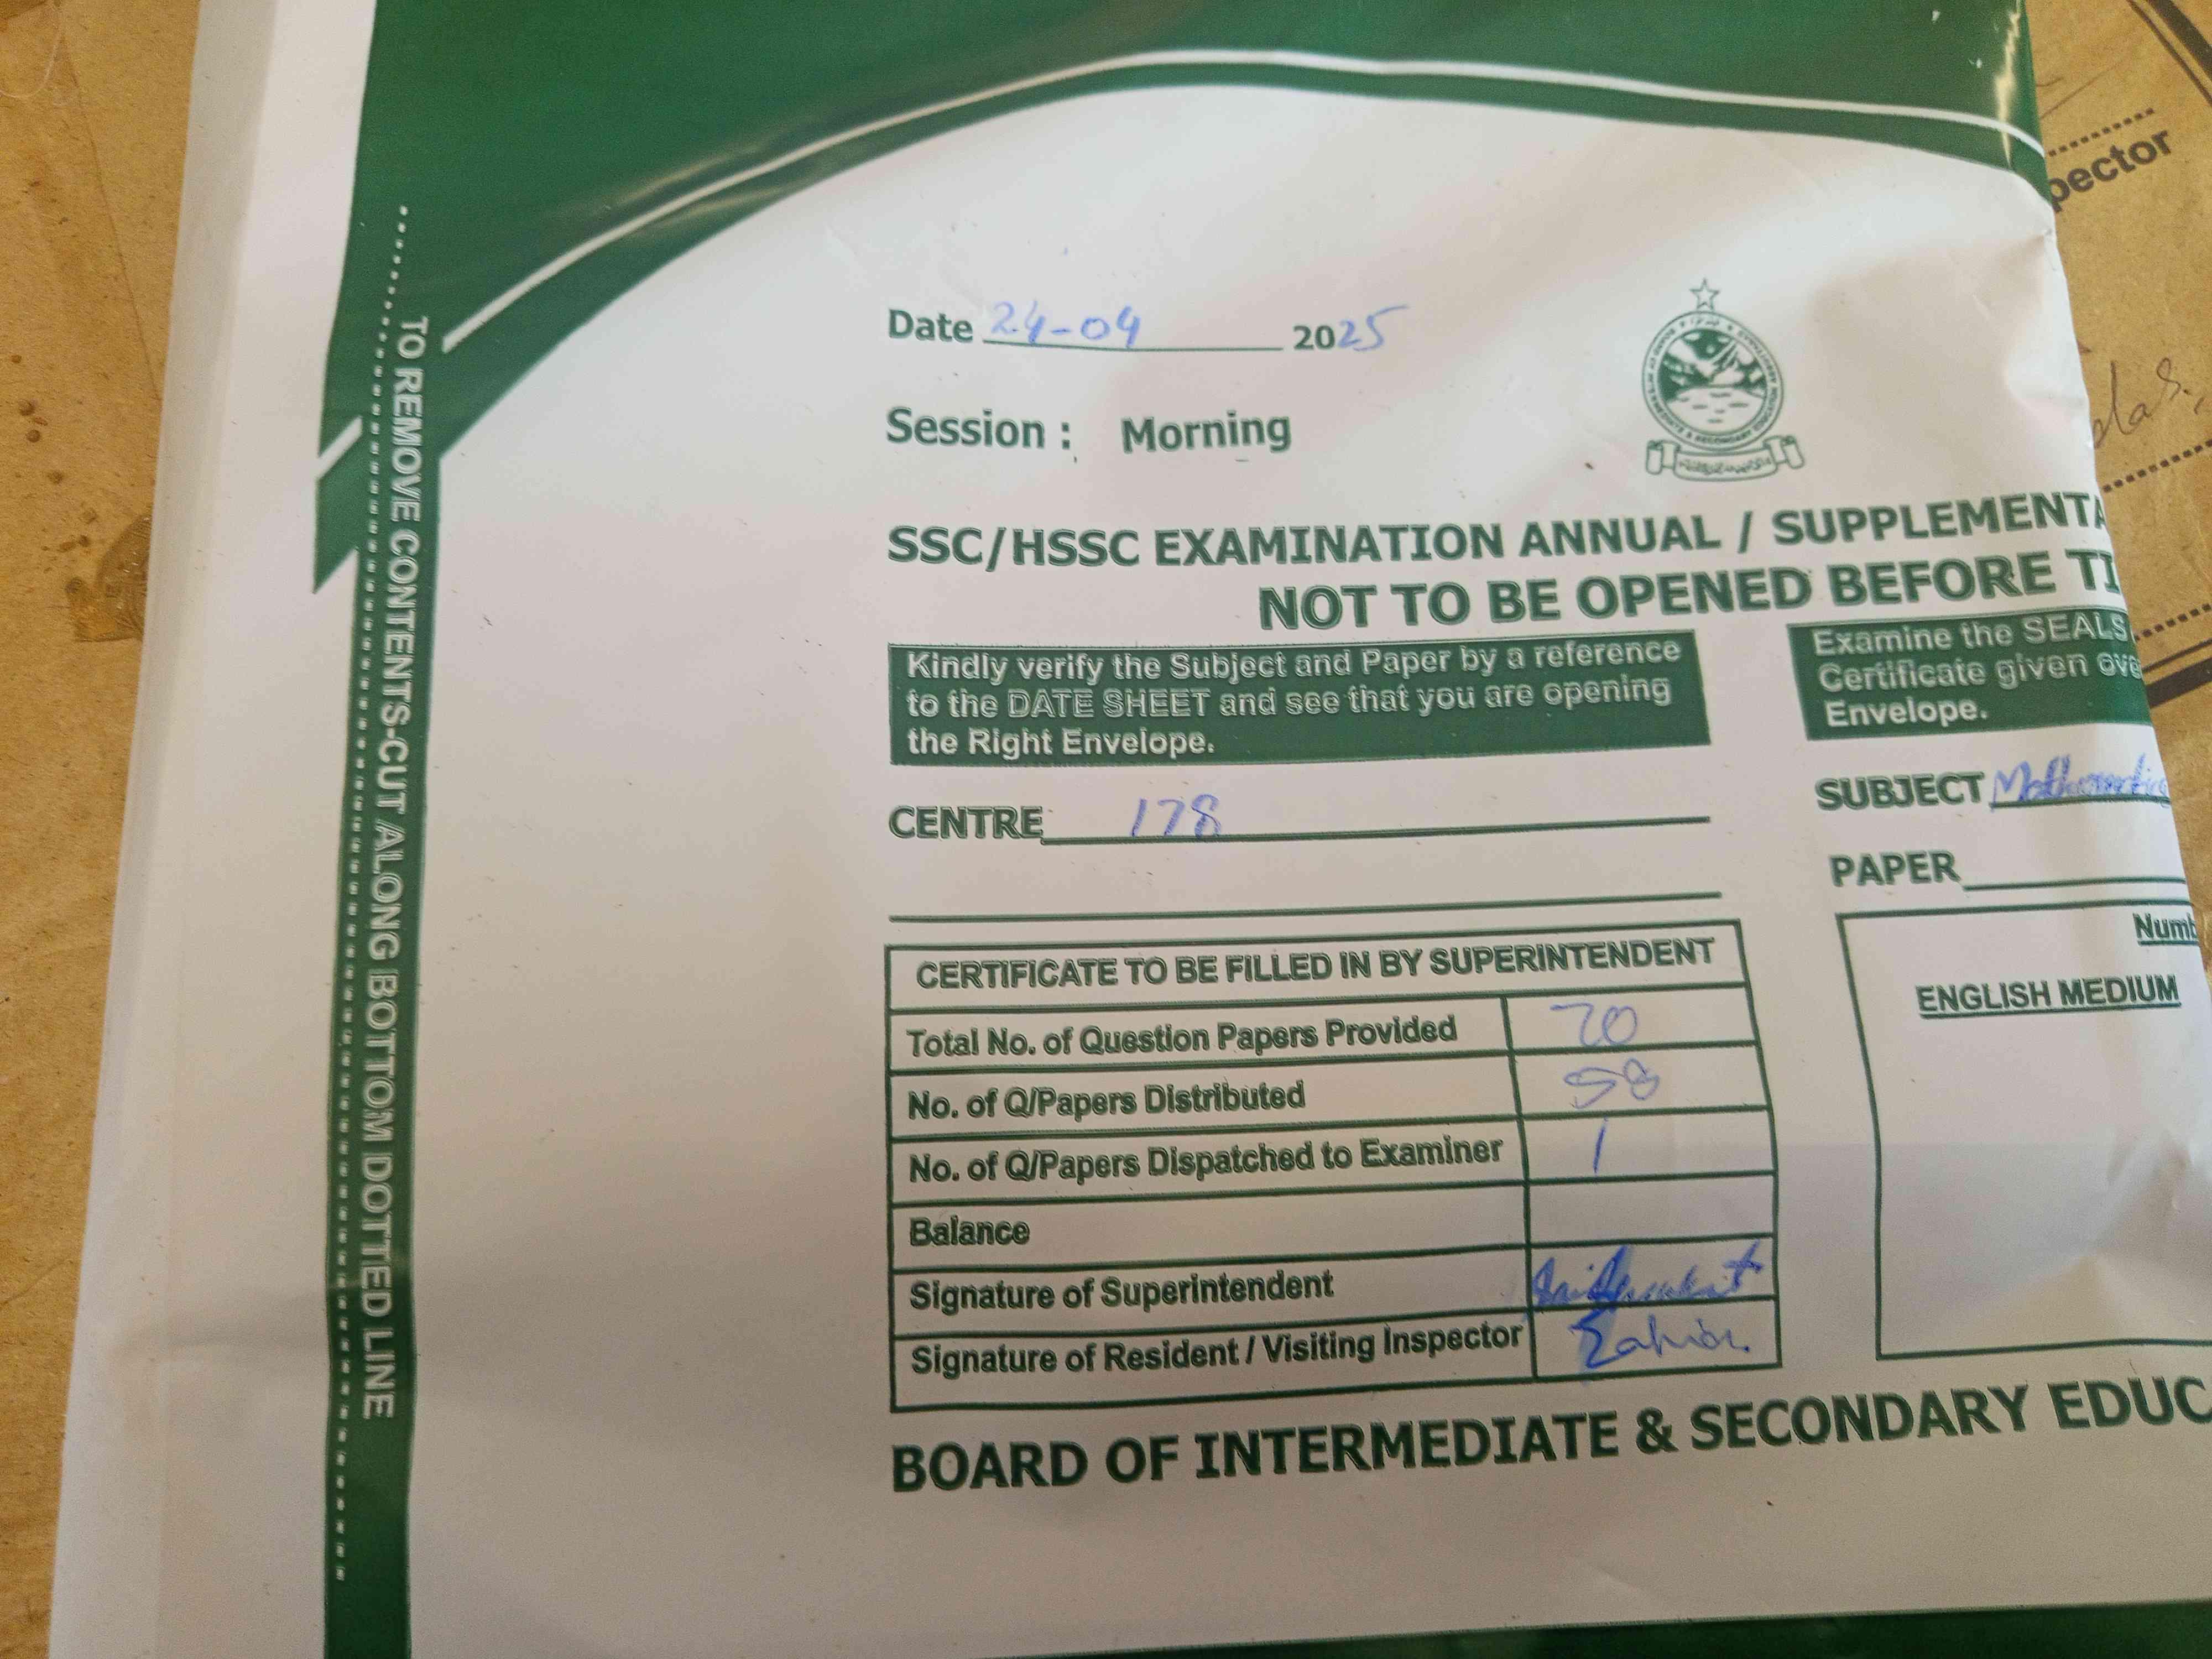 Date 24-04 2025
Session : Morning
SSC/HSSC EXAMINATION ANNUAL / SUPPLEMENTA
NOT TO BE OPENED BEFORE TI
Kindly verify the Subject and Paper by a reference
to the DATE SHEET and see that you are opening
the Right Envelope.
Examine the SEALS
Certificate given ove
Envelope.
CENTRE 178
SUBJECT Mathematics
PAPER
CERTIFICATE TO BE FILLED IN BY SUPERINTENDENT
Total No. of Question Papers Provided 70
No. of Q/Papers Distributed 58
No. of Q/Papers Dispatched to Examiner 1
Balance
Signature of Superintendent
Signature of Resident / Visiting Inspector
Numb
ENGLISH MEDIUM
BOARD OF INTERMEDIATE & SECONDARY EDUC
TO REMOVE CONTENTS-CUT ALONG BOTTOM DOTTED LINE
pector